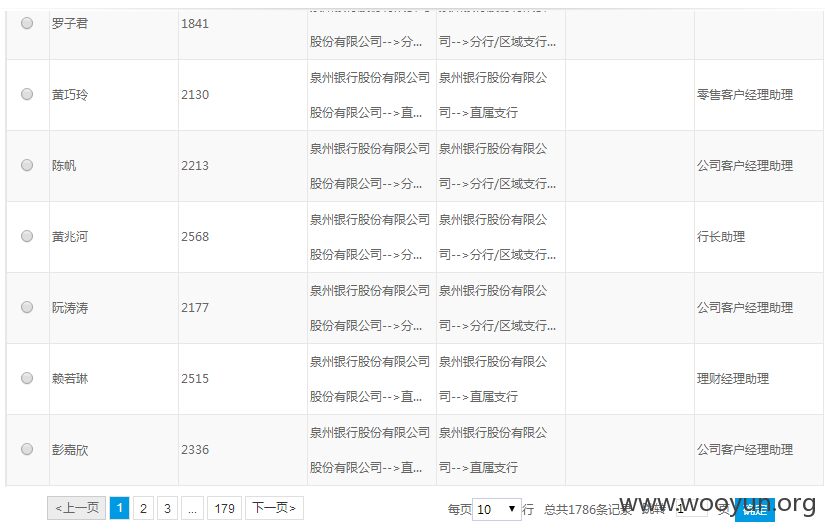 罗子君 1841 股份有限公司-->分... 司-->分行/区域支行...
泉州银行股份有限公司 泉州银行股份有限公
黄巧玲 2130 零售客户经理助理
股份有限公司-->直... 司-->直属支行
泉州银行股份有限公司 泉州银行股份有限公
陈帆 2213 公司客户经理助理
股份有限公司-->分... 司-->分行/区域支行...
泉州银行股份有限公司 泉州银行股份有限公
黄兆河 2568 行长助理
股份有限公司-->分... 司-->分行/区域支行...
泉州银行股份有限公司 泉州银行股份有限公
阮涛涛 2177 公司客户经理助理
股份有限公司-->分... 司-->分行/区域支行...
泉州银行股份有限公司 泉州银行股份有限公
赖若琳 2515 理财经理助理
股份有限公司-->直... 司-->直属支行
泉州银行股份有限公司 泉州银行股份有限公
彭嘉欣 2336 公司客户经理助理
股份有限公司-->直... 司-->直属支行
<上一页 1 2 3 ... 179 下一页> 每页 10 行 总共1786条记录 跳转 1 页 确定
www.wooyun.org